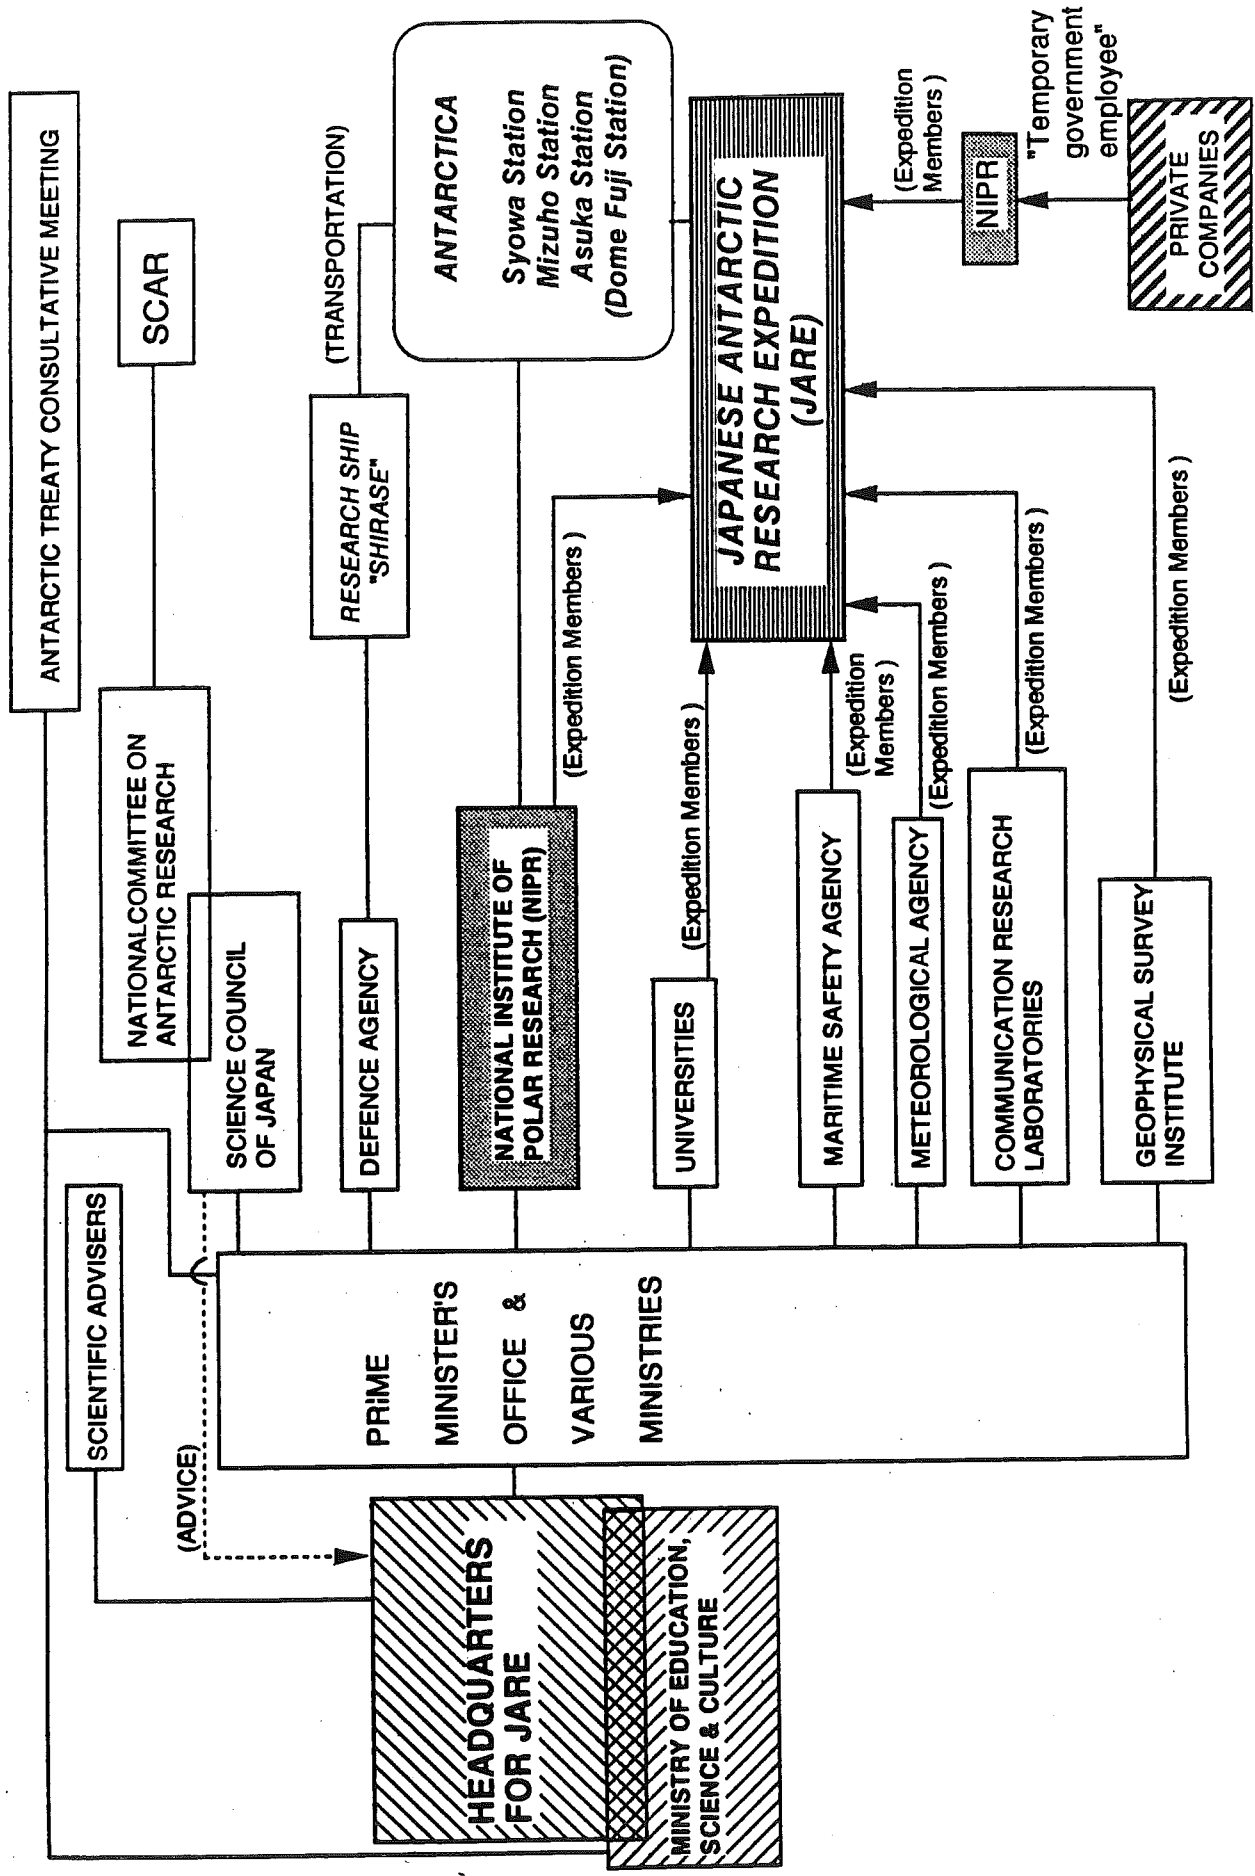 ANTARCTIC TREATY CONSULTATIVE MEETING
SCIENTIFIC ADVISERS
NATIONALCOMMITTEE ON
ANTARCTIC RESEARCH
SCAR
(ADVICE)
SCIENCE COUNCIL
OF JAPAN
RESEARCH SHIP
"SHIRASE"
(TRANSPORTATION)
DEFENCE AGENCY
HEADQUARTERS
FOR JARE
MINISTRY OF EDUCATION,
SCIENCE & CULTURE
PRIME
MINISTER'S
OFFICE &
VARIOUS
MINISTRIES
ANTARCTICA
Syowa Station
Mizuho Station
Asuka Station
(Dome Fuji Station)
NATIONAL INSTITUTE OF
POLAR RESEARCH (NIPR)
(Expedition Members )
UNIVERSITIES
(Expedition Members )
JAPANESE ANTARCTIC
RESEARCH EXPEDITION
(JARE)
MARITIME SAFETY AGENCY
(Expedition
Members )
METEOROLOGICAL AGENCY
(Expedition Members )
COMMUNICATION RESEARCH
LABORATORIES
(Expedition Members )
GEOPHYSICAL SURVEY
INSTITUTE
(Expedition Members )
(Expedition
Members )
NIPR
"Temporary
government
employee"
PRIVATE
COMPANIES